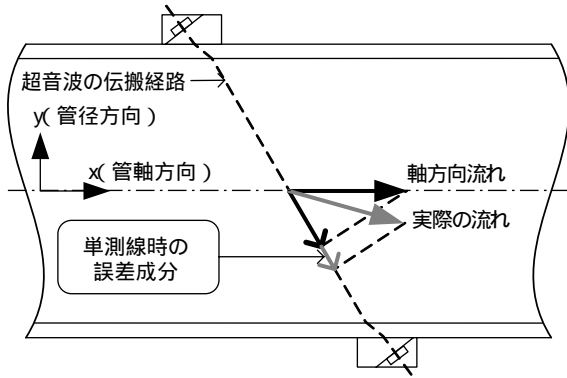 超音波の伝搬経路
y( 管径方向 )
x( 管軸方向 )
軸方向流れ
実際の流れ
単測線時の
誤差成分